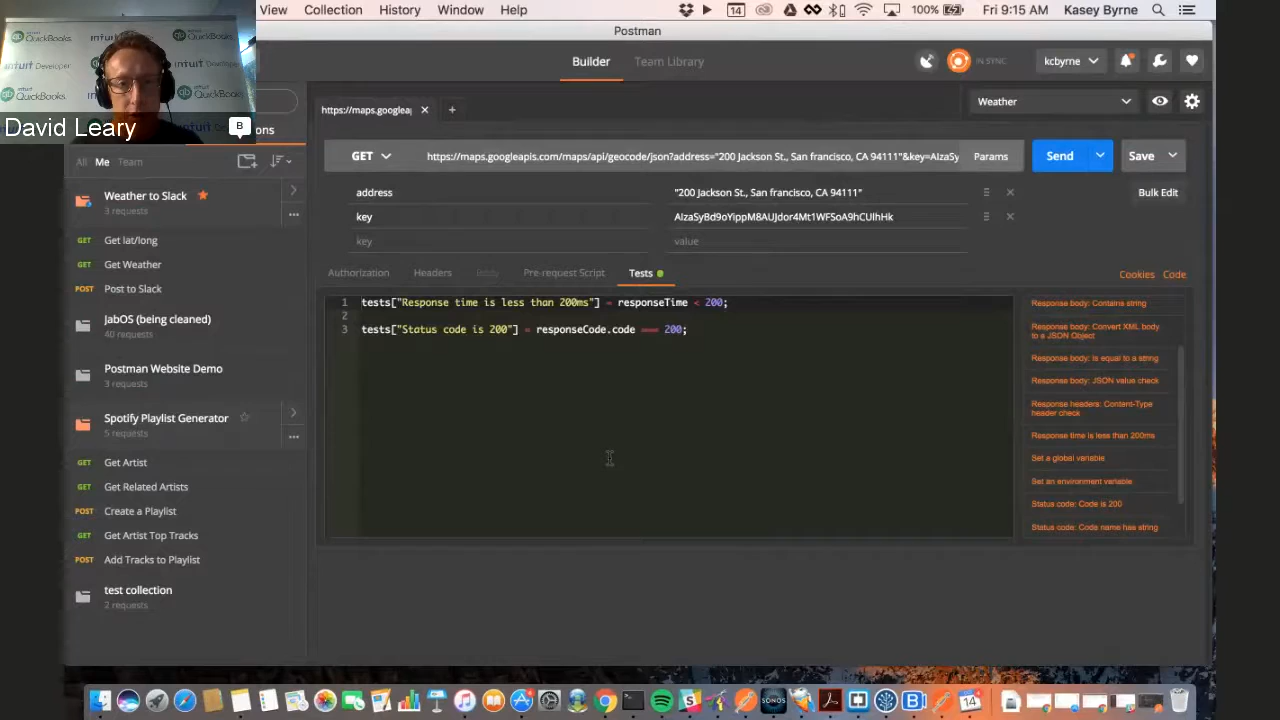 View Collection History Window Help
14
100%
Fri 9:15 AM Kasey Byrne
Postman
Builder Team Library
IN SYNC
kcbyrne
QuickBooks
intuit Developer
QuickBooks
David Leary
B
ons
https://maps.googlea
+
Weather
All Me Team
GET
https://maps.googleapis.com/maps/api/geocode/json?address="200 Jackson St., San francisco, CA 94111"&key=AIzaSy
Params
Send
Save
address "200 Jackson St., San francisco, CA 94111"
Bulk Edit
key AIzaSyBd9oYippM8AUJdor4Mt1WFSoA9hCUIhHk
key value
Authorization Headers Body Pre-request Script Tests
Cookies Code
Weather to Slack
3 requests
GET Get lat/long
GET Get Weather
POST Post to Slack
JabOS (being cleaned)
40 requests
Postman Website Demo
3 requests
Spotify Playlist Generator
5 requests
GET Get Artist
GET Get Related Artists
POST Create a Playlist
GET Get Artist Top Tracks
POST Add Tracks to Playlist
test collection
2 requests
1 tests["Response time is less than 200ms"] = responseTime < 200;
2
3 tests["Status code is 200"] = responseCode.code === 200;
Response body: Contains string
Response body: Convert XML body
to a JSON Object
Response body: Is equal to a string
Response body: JSON value check
Response headers: Content-Type
header check
Response time is less than 200ms
Set a global variable
Set an environment variable
Status code: Code is 200
Status code: Code name has string
SONOS
14